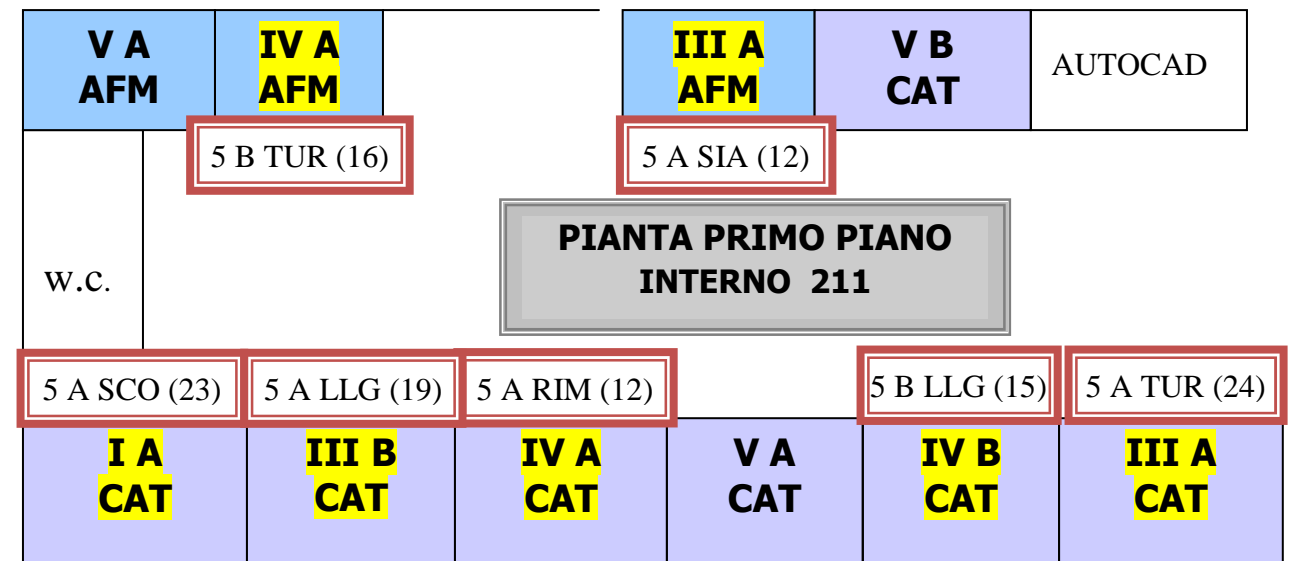 V A
AFM
IV A
AFM
III A
AFM
V B
CAT
AUTOCAD
5 B TUR (16)
5 A SIA (12)
PIANTA PRIMO PIANO
INTERNO 211
w.c.
5 A SCO (23)
5 A LLG (19)
5 A RIM (12)
5 B LLG (15)
5 A TUR (24)
I A
CAT
III B
CAT
IV A
CAT
V A
CAT
IV B
CAT
III A
CAT